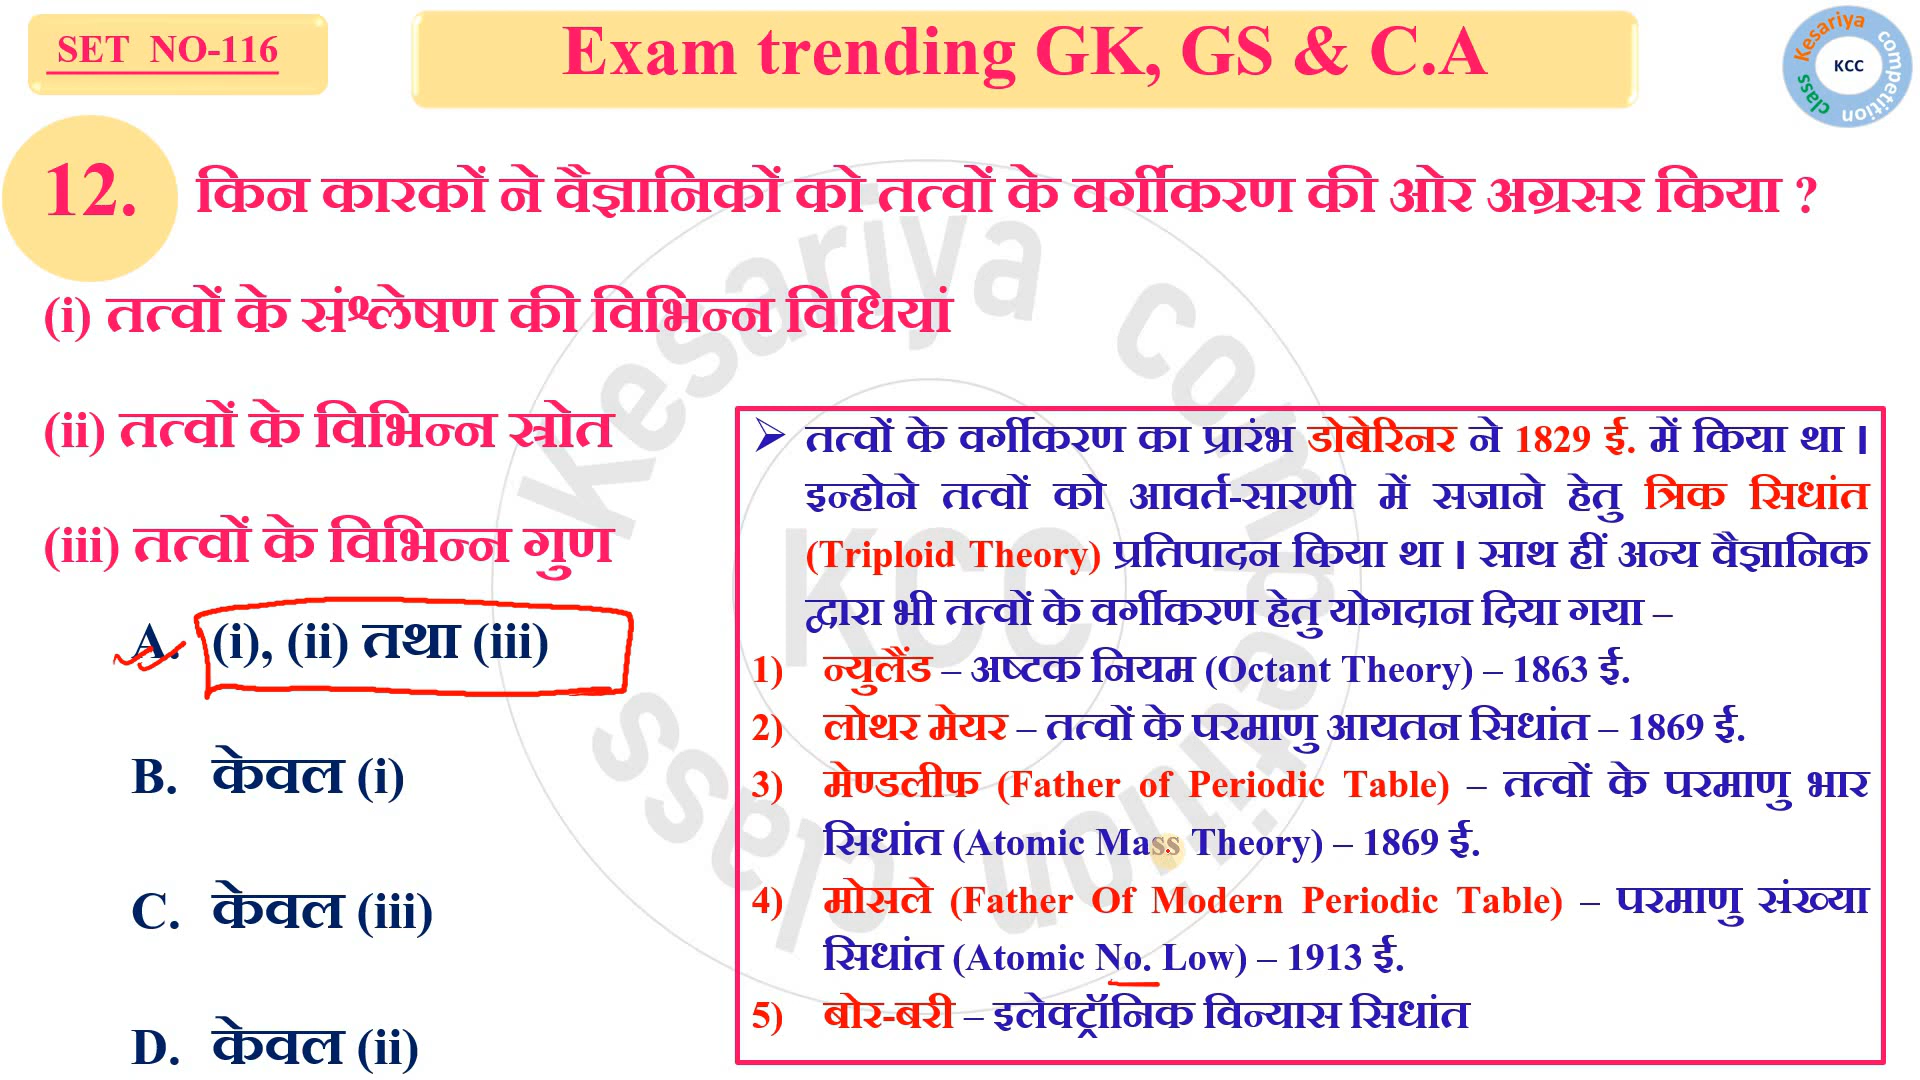 SET NO-116
Exam trending GK, GS & C.A
Kesariya competition class
KCC
12. किन कारकों ने वैज्ञानिकों को तत्वों के वर्गीकरण की ओर अग्रसर किया ?
(i) तत्वों के संश्लेषण की विभिन्न विधियां
(ii) तत्वों के विभिन्न स्रोत
(iii) तत्वों के विभिन्न गुण
A. (i), (ii) तथा (iii)
B. केवल (i)
C. केवल (iii)
D. केवल (ii)
➢ तत्वों के वर्गीकरण का प्रारंभ डोबेरिनर ने 1829 ई. में किया था ।
इन्होने तत्वों को आवर्त-सारणी में सजाने हेतु त्रिक सिधांत
(Triploid Theory) प्रतिपादन किया था । साथ हीं अन्य वैज्ञानिक
द्वारा भी तत्वों के वर्गीकरण हेतु योगदान दिया गया –
1) न्युलैंड – अष्टक नियम (Octant Theory) – 1863 ई.
2) लोथर मेयर – तत्वों के परमाणु आयतन सिधांत – 1869 ई.
3) मेण्डलीफ (Father of Periodic Table) – तत्वों के परमाणु भार
सिधांत (Atomic Mass Theory) – 1869 ई.
4) मोसले (Father Of Modern Periodic Table) – परमाणु संख्या
सिधांत (Atomic No. Low) – 1913 ई.
5) बोर-बरी – इलेक्ट्रॉनिक विन्यास सिधांत
Kesariya competition class
KCC